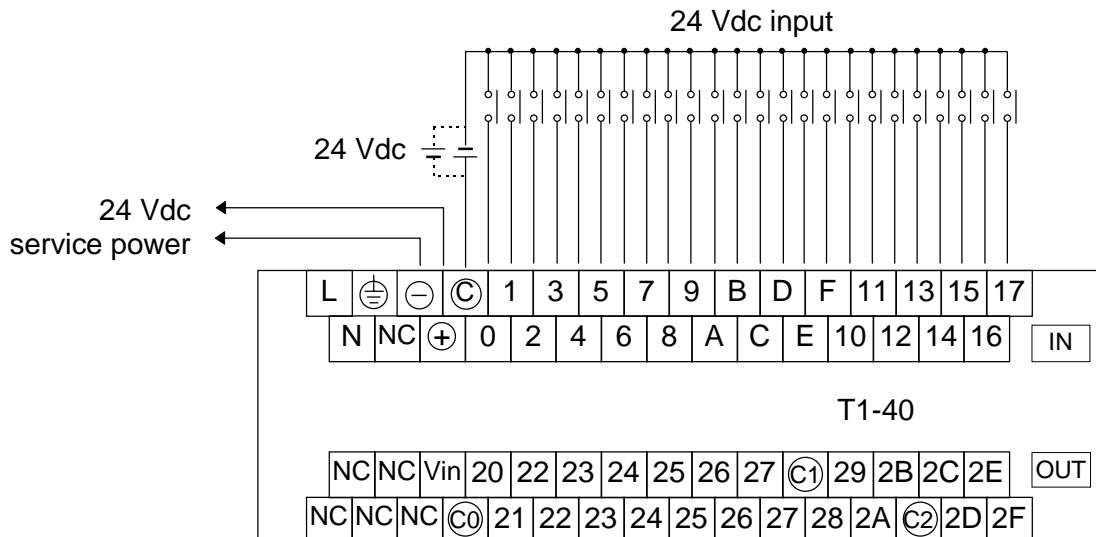 24 Vdc input
24 Vdc
24 Vdc
service power
L − C 1 3 5 7 9 B D F 11 13 15 17
N NC + 0 2 4 6 8 A C E 10 12 14 16 IN
T1-40
NC NC Vin 20 22 23 24 25 26 27 C1 29 2B 2C 2E OUT
NC NC NC C0 21 22 23 24 25 26 27 28 2A C2 2D 2F